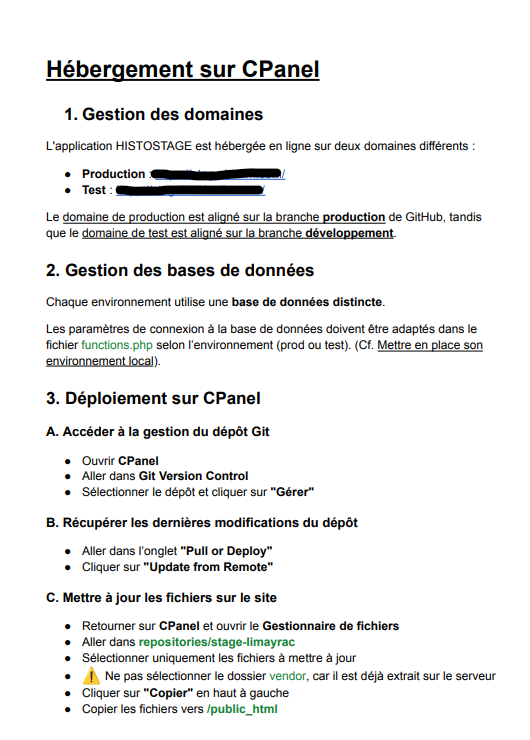 Hébergement sur CPanel
1. Gestion des domaines
L'application HISTOSTAGE est hébergée en ligne sur deux domaines différents :
● Production : /
● Test : /
Le domaine de production est aligné sur la branche production de GitHub, tandis
que le domaine de test est aligné sur la branche développement.
2. Gestion des bases de données
Chaque environnement utilise une base de données distincte.
Les paramètres de connexion à la base de données doivent être adaptés dans le
fichier functions.php selon l'environnement (prod ou test). (Cf. Mettre en place son
environnement local).
3. Déploiement sur CPanel
A. Accéder à la gestion du dépôt Git
● Ouvrir CPanel
● Aller dans Git Version Control
● Sélectionner le dépôt et cliquer sur "Gérer"
B. Récupérer les dernières modifications du dépôt
● Aller dans l'onglet "Pull or Deploy"
● Cliquer sur "Update from Remote"
C. Mettre à jour les fichiers sur le site
● Retourner sur CPanel et ouvrir le Gestionnaire de fichiers
● Aller dans repositories/stage-limayrac
● Sélectionner uniquement les fichiers à mettre à jour
● ⚠️ Ne pas sélectionner le dossier vendor, car il est déjà extrait sur le serveur
● Cliquer sur "Copier" en haut à gauche
● Copier les fichiers vers /public_html